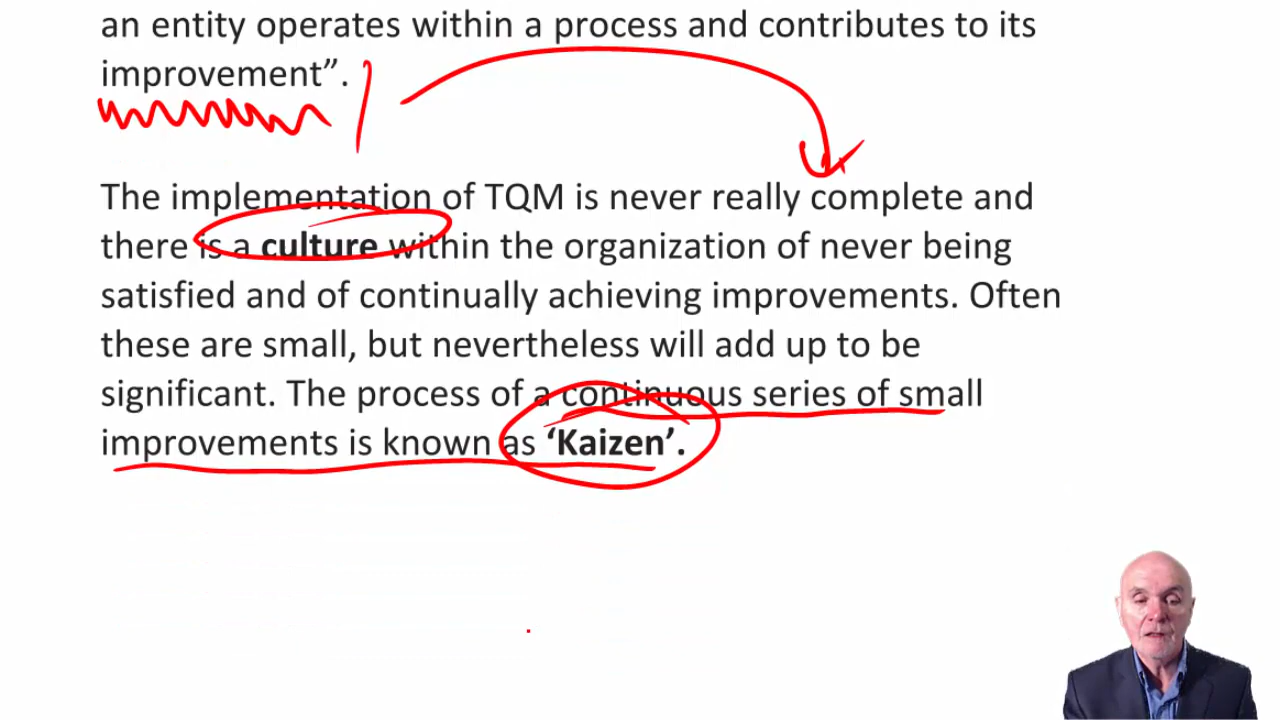 an entity operates within a process and contributes to its
improvement”.
The implementation of TQM is never really complete and
there is a culture within the organization of never being
satisfied and of continually achieving improvements. Often
these are small, but nevertheless will add up to be
significant. The process of a continuous series of small
improvements is known as ‘Kaizen’.